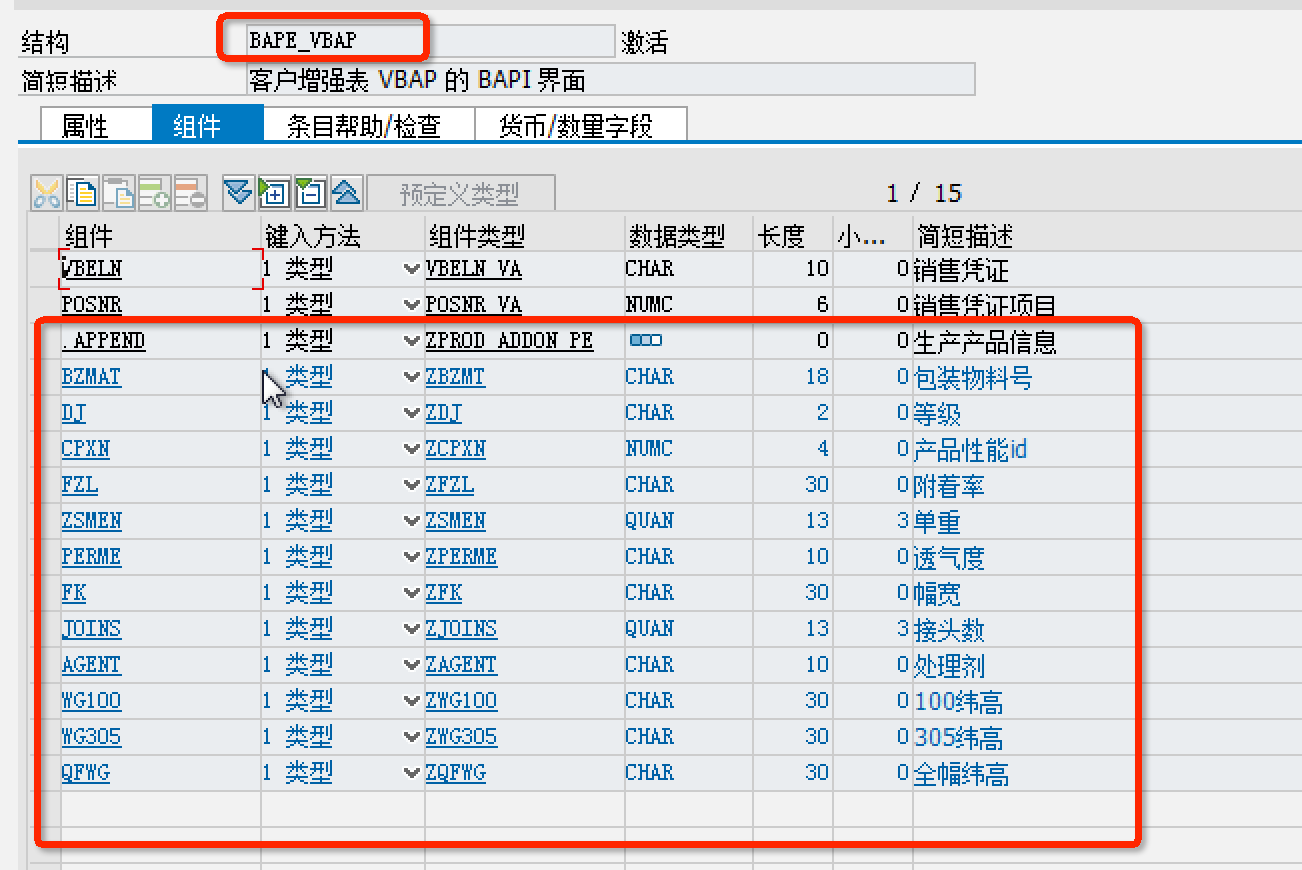 结构 BAPE_VBAP 激活
简短描述 客户增强表 VBAP 的 BAPI 界面
属性 组件 条目帮助/检查 货币/数量字段
预定义类型 1 / 15
组件 键入方法 组件类型 数据类型 长度 小... 简短描述
VBELN 1 类型 VBELN_VA CHAR 10 0 销售凭证
POSNR 1 类型 POSNR_VA NUMC 6 0 销售凭证项目
.APPEND 1 类型 ZPROD_ADDON_PE 0 0 生产产品信息
BZMAT 1 类型 ZBZMT CHAR 18 0 包装物料号
DJ 1 类型 ZDJ CHAR 2 0 等级
CPXN 1 类型 ZCPXN NUMC 4 0 产品性能id
FZL 1 类型 ZFZL CHAR 30 0 附着率
ZSMEN 1 类型 ZSMEN QUAN 13 3 单重
PERME 1 类型 ZPERME CHAR 10 0 透气度
FK 1 类型 ZFK CHAR 30 0 幅宽
JOINS 1 类型 ZJOINS QUAN 13 3 接头数
AGENT 1 类型 ZAGENT CHAR 10 0 处理剂
WG100 1 类型 ZWG100 CHAR 30 0 100纬高
WG305 1 类型 ZWG305 CHAR 30 0 305纬高
QFWG 1 类型 ZQFWG CHAR 30 0 全幅纬高